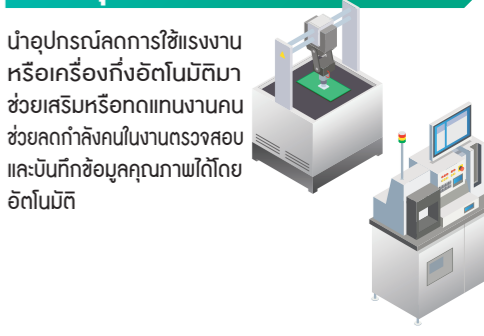 นำอุปกรณ์ลดการใช้แรงงาน
หรือเครื่องกึ่งอัตโนมัติมา
ช่วยเสริมหรือทดแทนงานคน
ช่วยลดกำลังคนในงานตรวจสอบ
และบันทึกข้อมูลคุณภาพได้โดย
อัตโนมัติ